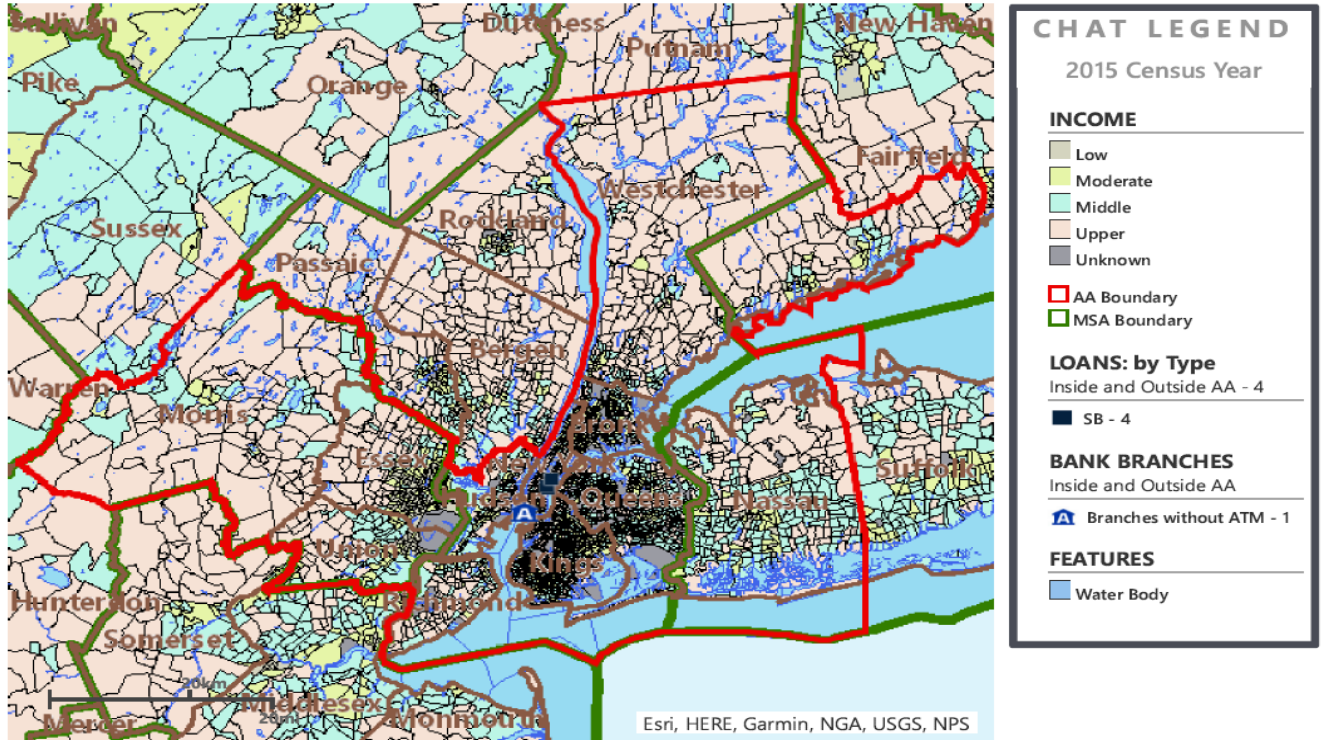 Sullivan
Dutchess
New Haven
Putnam
Pike
Orange
Fairfield
Westchester
Rockland
Sussex
Passaic
Bergen
Warren
Morris
Bronx
Essex
New York
Suffolk
Hudson
Queens
Nassau
Union
Kings
Hunterdon
Richmond
Somerset
20km
20mi
Middlesex
Monmouth
Mercer
Esri, HERE, Garmin, NGA, USGS, NPS
CHAT LEGEND
2015 Census Year
INCOME
Low
Moderate
Middle
Upper
Unknown
AA Boundary
MSA Boundary
LOANS: by Type
Inside and Outside AA - 4
SB - 4
BANK BRANCHES
Inside and Outside AA
A
A Branches without ATM - 1
FEATURES
Water Body